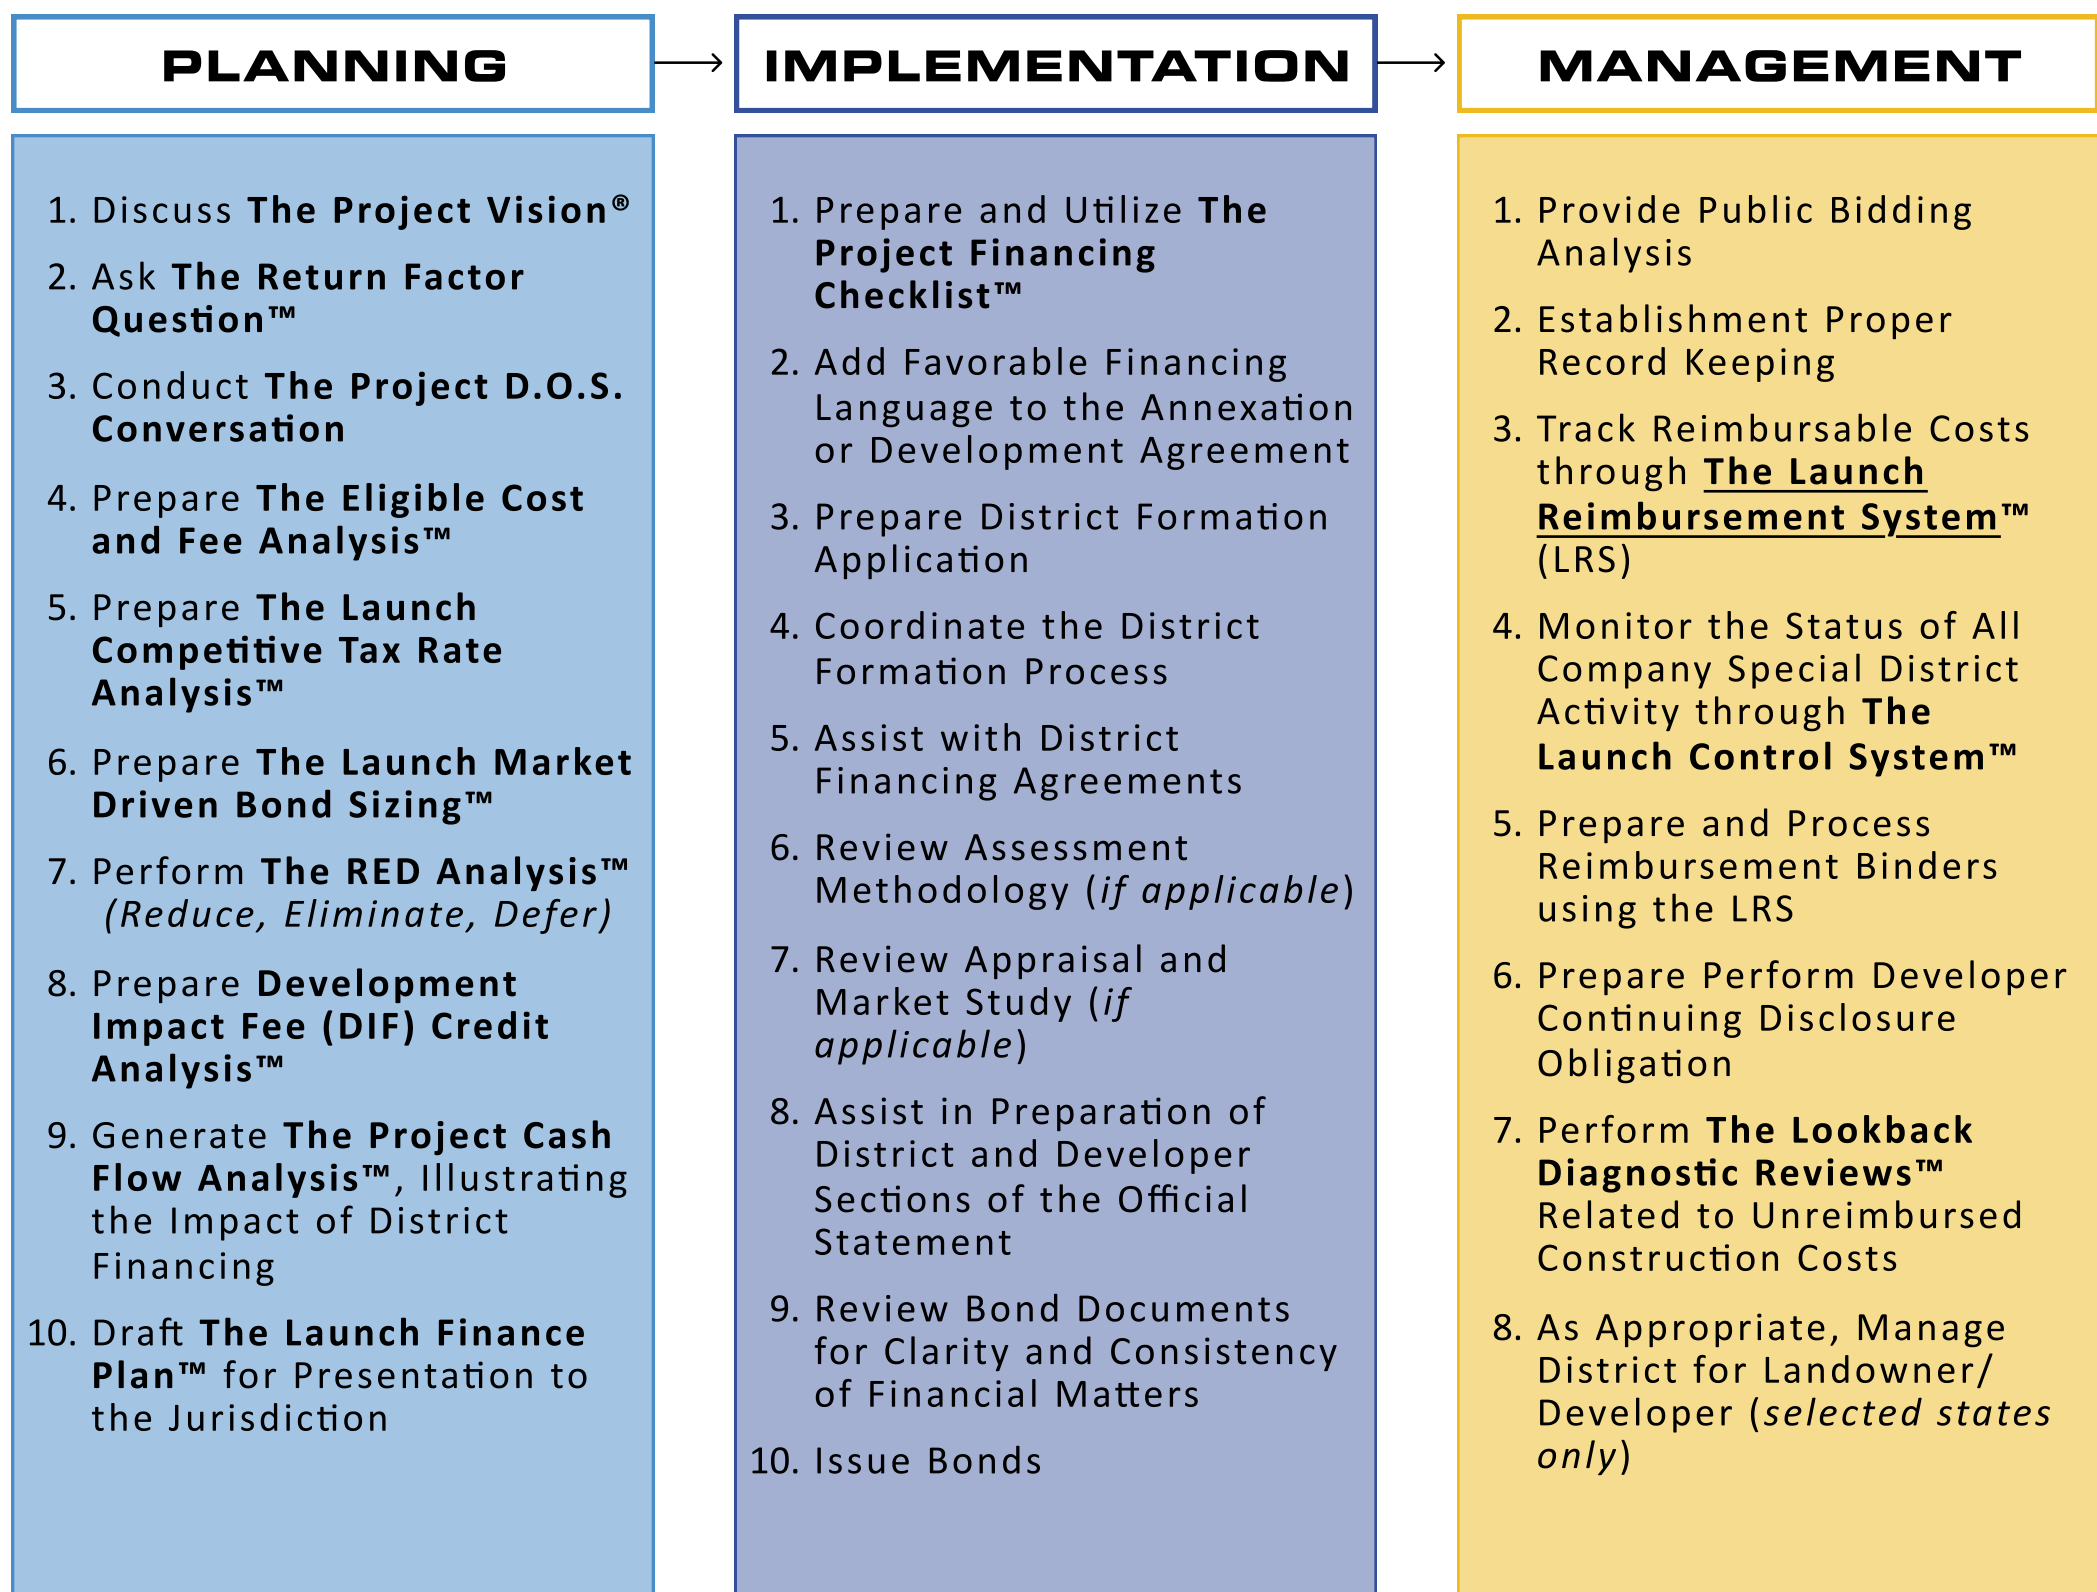 PLANNING
1. Discuss The Project Vision®
2. Ask The Return Factor
Question™
3. Conduct The Project D.O.S.
Conversation
4. Prepare The Eligible Cost
and Fee Analysis™
5. Prepare The Launch
Competitive Tax Rate
Analysis™
6. Prepare The Launch Market
Driven Bond Sizing™
7. Perform The RED Analysis™
(Reduce, Eliminate, Defer)
8. Prepare Development
Impact Fee (DIF) Credit
Analysis™
9. Generate The Project Cash
Flow Analysis™, Illustrating
the Impact of District
Financing
10. Draft The Launch Finance
Plan™ for Presentation to
the Jurisdiction
IMPLEMENTATION
1. Prepare and Utilize The
Project Financing
Checklist™
2. Add Favorable Financing
Language to the Annexation
or Development Agreement
3. Prepare District Formation
Application
4. Coordinate the District
Formation Process
5. Assist with District
Financing Agreements
6. Review Assessment
Methodology (if applicable)
7. Review Appraisal and
Market Study (if
applicable)
8. Assist in Preparation of
District and Developer
Sections of the Official
Statement
9. Review Bond Documents
for Clarity and Consistency
of Financial Matters
10. Issue Bonds
MANAGEMENT
1. Provide Public Bidding
Analysis
2. Establishment Proper
Record Keeping
3. Track Reimbursable Costs
through The Launch
Reimbursement System™
(LRS)
4. Monitor the Status of All
Company Special District
Activity through The
Launch Control System™
5. Prepare and Process
Reimbursement Binders
using the LRS
6. Prepare Perform Developer
Continuing Disclosure
Obligation
7. Perform The Lookback
Diagnostic Reviews™
Related to Unreimbursed
Construction Costs
8. As Appropriate, Manage
District for Landowner/
Developer (selected states
only)